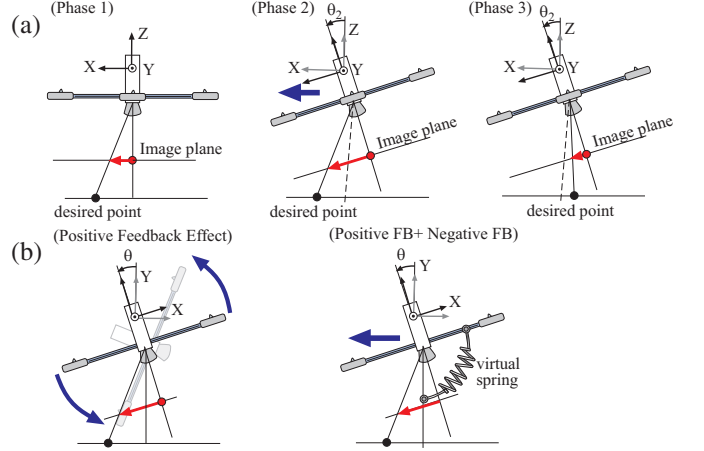 (Phase 1)
(Phase 2)
(Phase 3)
(a)
Z
X
Y
Image plane
desired point
θ2
Z
X
Y
Image plane
desired point
θ2
Z
X
Y
Image plane
desired point
(b)
(Positive Feedback Effect)
(Positive FB+ Negative FB)
θ
Y
X
θ
Y
X
virtual
spring